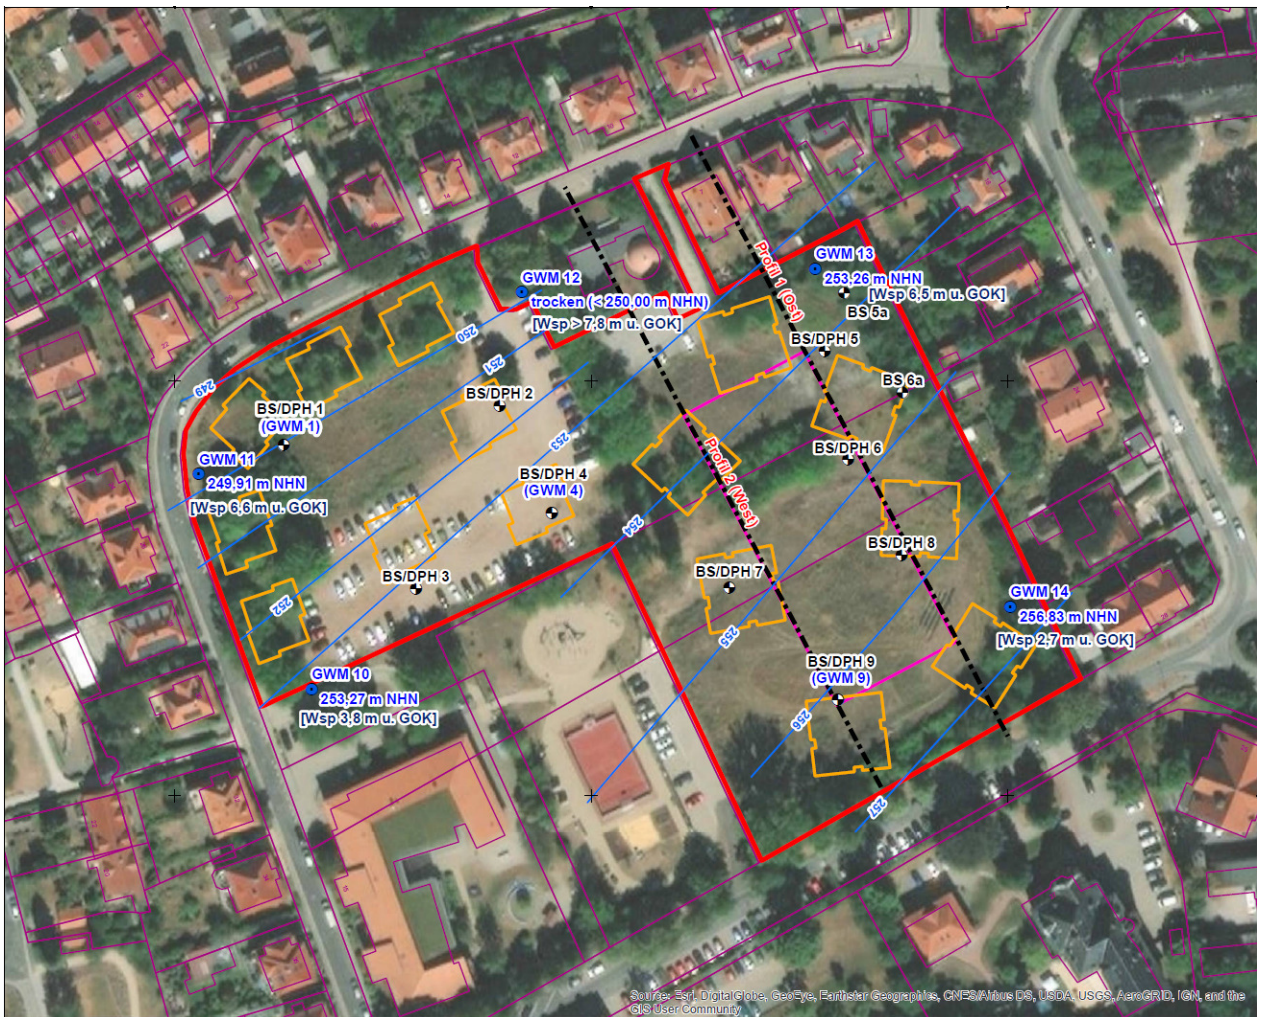 GWM 12
trocken (< 250,00 m NHN)
[Wsp > 7,8 m u. GOK]
Profil 1 (Ost)
GWM 13
253,26 m NHN
[Wsp 6,5 m u. GOK]
BS 5a
BS/DPH 5
BS 6a
250
251
249
BS/DPH 1
(GWM 1)
BS/DPH 2
253
BS/DPH 6
Profil 2 (West)
GWM 11
249,91 m NHN
[Wsp 6,6 m u. GOK]
BS/DPH 4
(GWM 4)
254
BS/DPH 8
BS/DPH 3
BS/DPH 7
252
GWM 14
256,83 m NHN
[Wsp 2,7 m u. GOK]
255
GWM 10
253,27 m NHN
[Wsp 3,8 m u. GOK]
BS/DPH 9
(GWM 9)
256
257
Source: Esri, DigitalGlobe, GeoEye, Earthstar Geographics, CNES/Airbus DS, USDA, USGS, AeroGRID, IGN, and the
GIS User Community